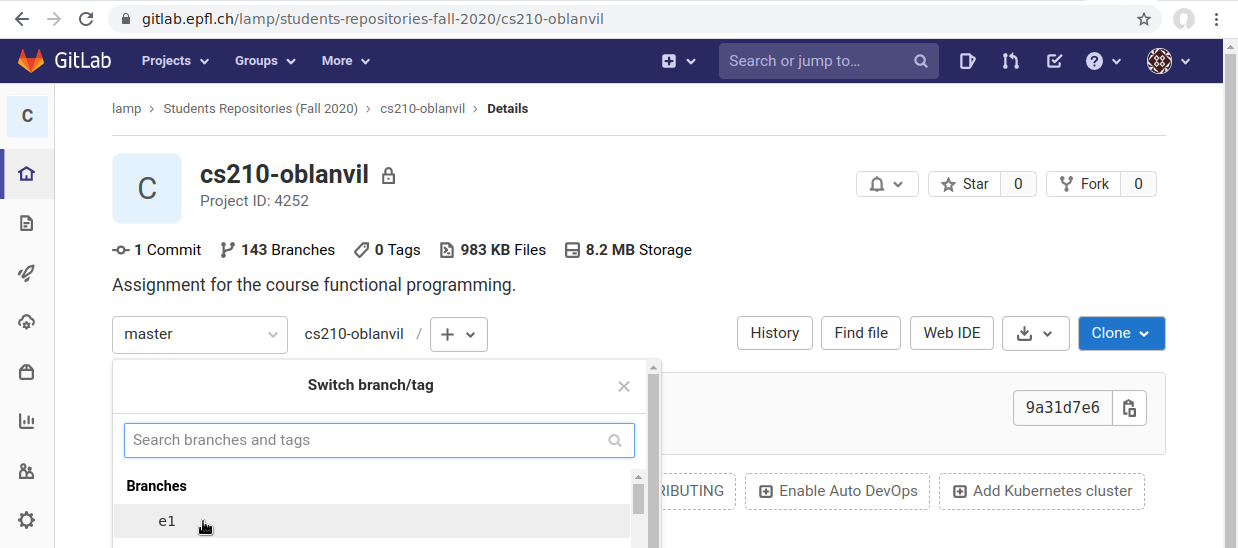 gitlab.epfl.ch/lamp/students-repositories-fall-2020/cs210-oblanvil
GitLab Projects Groups More Search or jump to...
C lamp > Students Repositories (Fall 2020) > cs210-oblanvil > Details
C cs210-oblanvil
Project ID: 4252
Star 0 Fork 0
1 Commit 143 Branches 0 Tags 983 KB Files 8.2 MB Storage
Assignment for the course functional programming.
master cs210-oblanvil / + History Find file Web IDE Clone
Switch branch/tag
9a31d7e6
Search branches and tags
Branches
RIBUTING Enable Auto DevOps Add Kubernetes cluster
e1